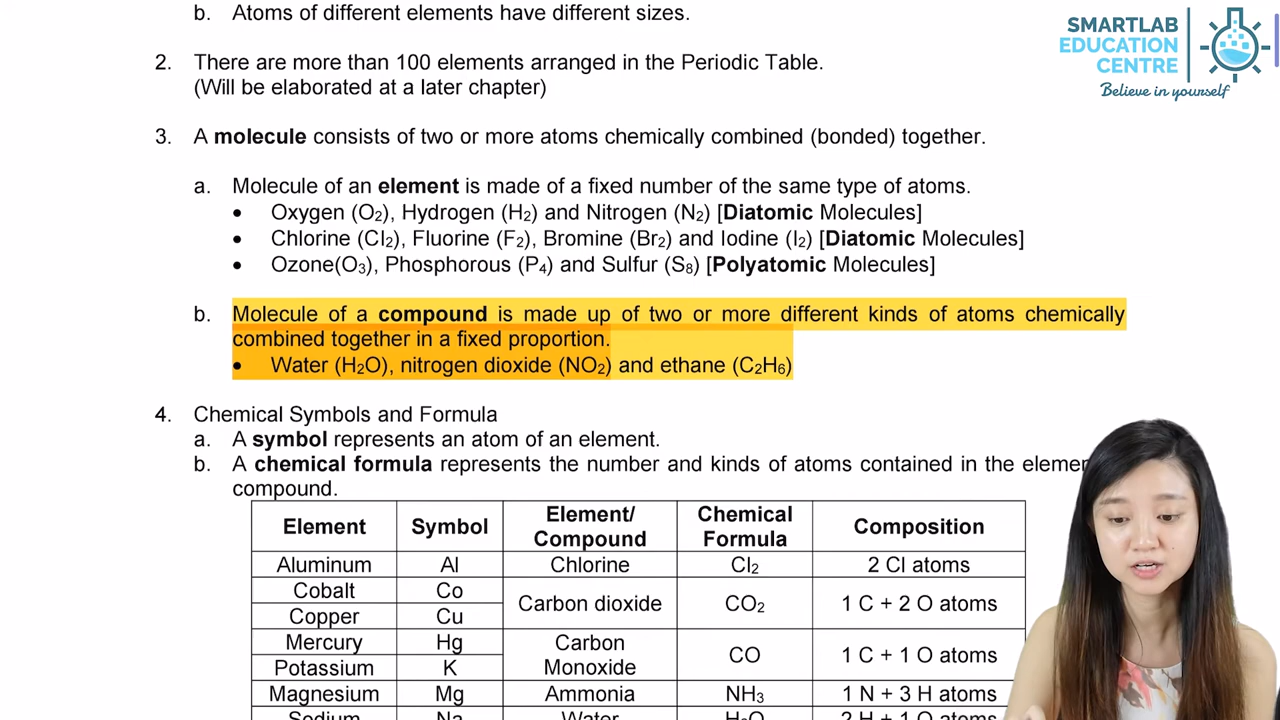 b. Atoms of different elements have different sizes.
SMARTLAB
EDUCATION
CENTRE
Believe in yourself
2. There are more than 100 elements arranged in the Periodic Table.
(Will be elaborated at a later chapter)
3. A molecule consists of two or more atoms chemically combined (bonded) together.
a. Molecule of an element is made of a fixed number of the same type of atoms.
• Oxygen (O₂), Hydrogen (H₂) and Nitrogen (N₂) [Diatomic Molecules]
• Chlorine (Cl₂), Fluorine (F₂), Bromine (Br₂) and Iodine (I₂) [Diatomic Molecules]
• Ozone(O₃), Phosphorous (P₄) and Sulfur (S₈) [Polyatomic Molecules]
b. Molecule of a compound is made up of two or more different kinds of atoms chemically
combined together in a fixed proportion.
• Water (H₂O), nitrogen dioxide (NO₂) and ethane (C₂H₆)
4. Chemical Symbols and Formula
a. A symbol represents an atom of an element.
b. A chemical formula represents the number and kinds of atoms contained in the
compound.
Element Symbol Element/ Compound Chemical Formula Composition
Aluminum Al Chlorine Cl₂ 2 Cl atoms
Cobalt Co Carbon dioxide CO₂ 1 C + 2 O atoms
Copper Cu
Mercury Hg Carbon Monoxide CO 1 C + 1 O atoms
Potassium K
Magnesium Mg Ammonia NH₃ 1 N + 3 H atoms
Sodium Na Water H₂O 2 H + 1 O atoms